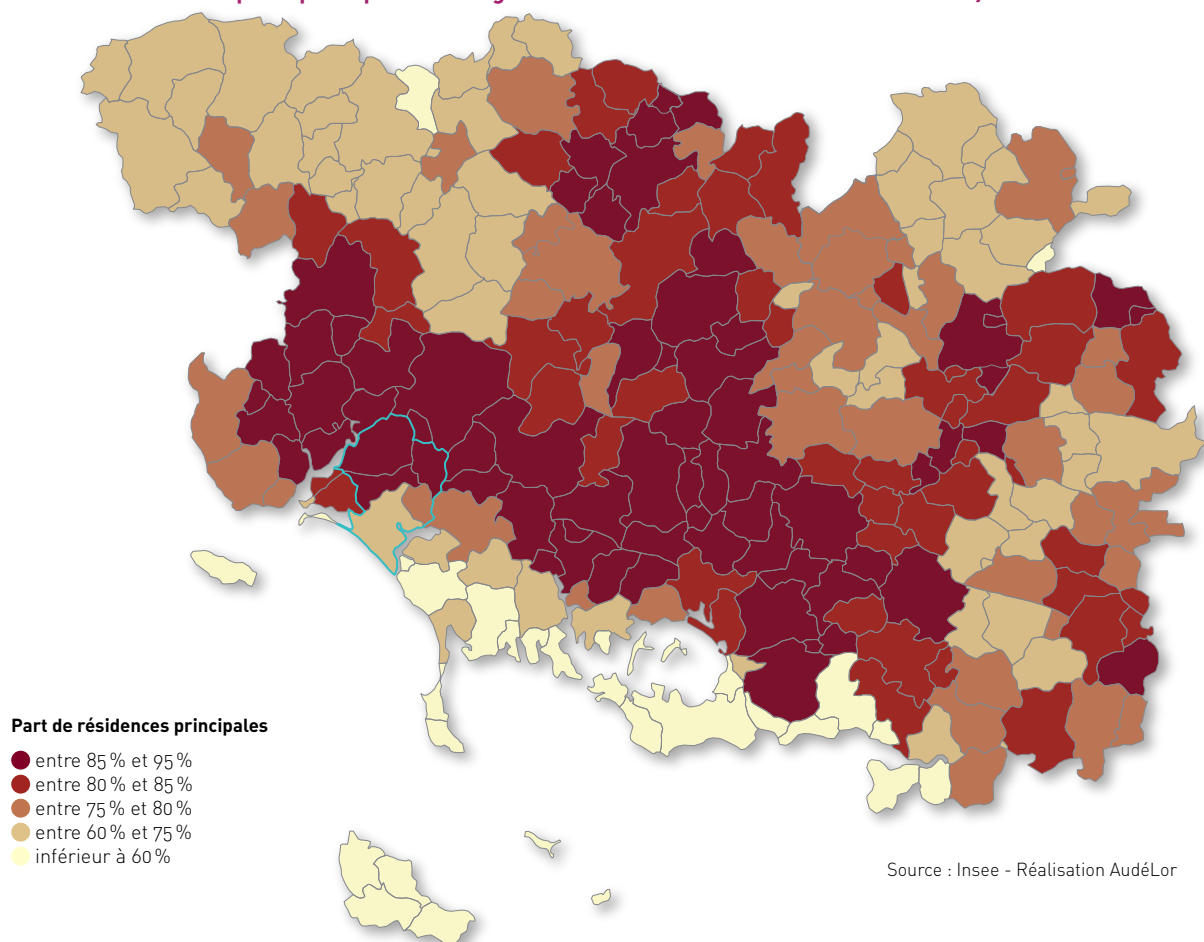 Part de résidences principales
entre 85 % et 95 %
entre 80 % et 85 %
entre 75 % et 80 %
entre 60 % et 75 %
inférieur à 60 %
Source : Insee - Réalisation AudéLor